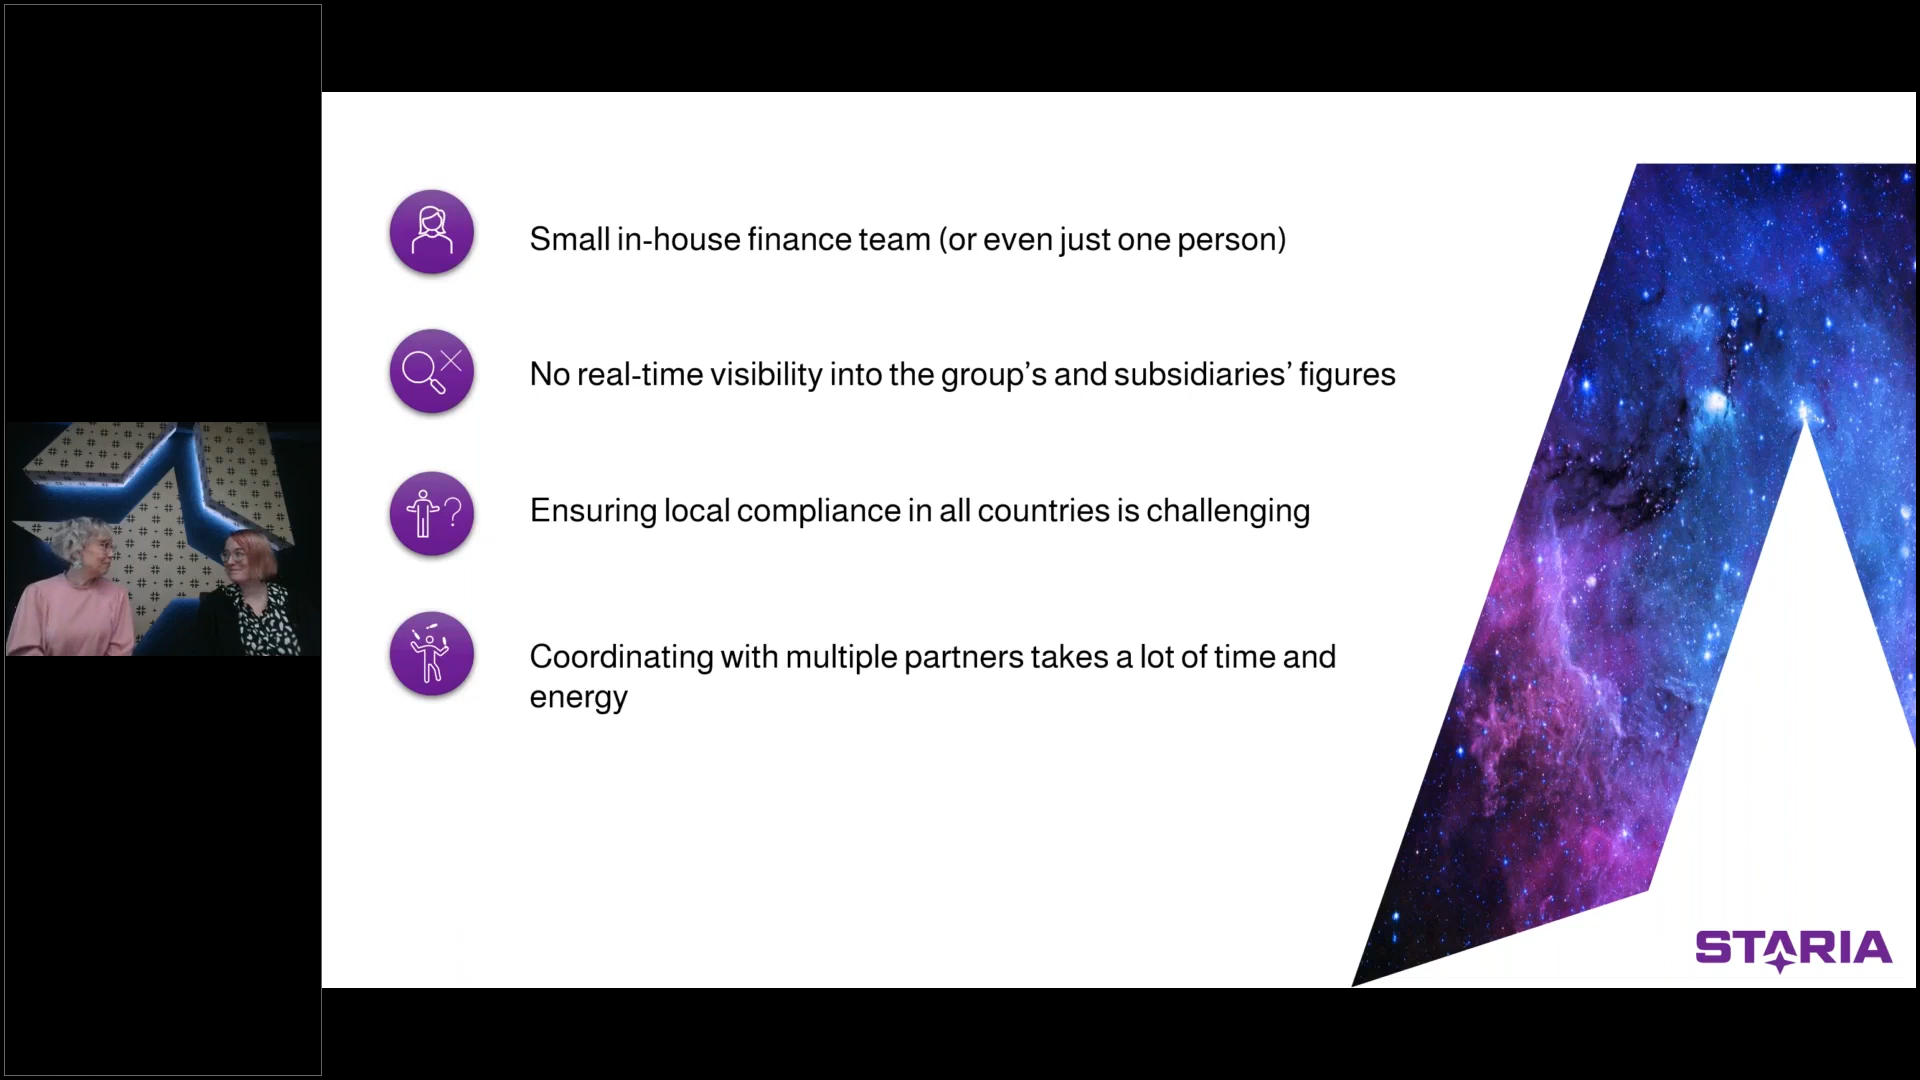 Small in-house finance team (or even just one person)
No real-time visibility into the group’s and subsidiaries’ figures
Ensuring local compliance in all countries is challenging
Coordinating with multiple partners takes a lot of time and
energy
STARIA